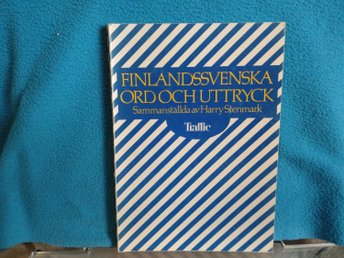 FINLANDSSVENSKA
ORD OCH UTTRYCK
Sammanställda av Harry Stenmark
Traffic